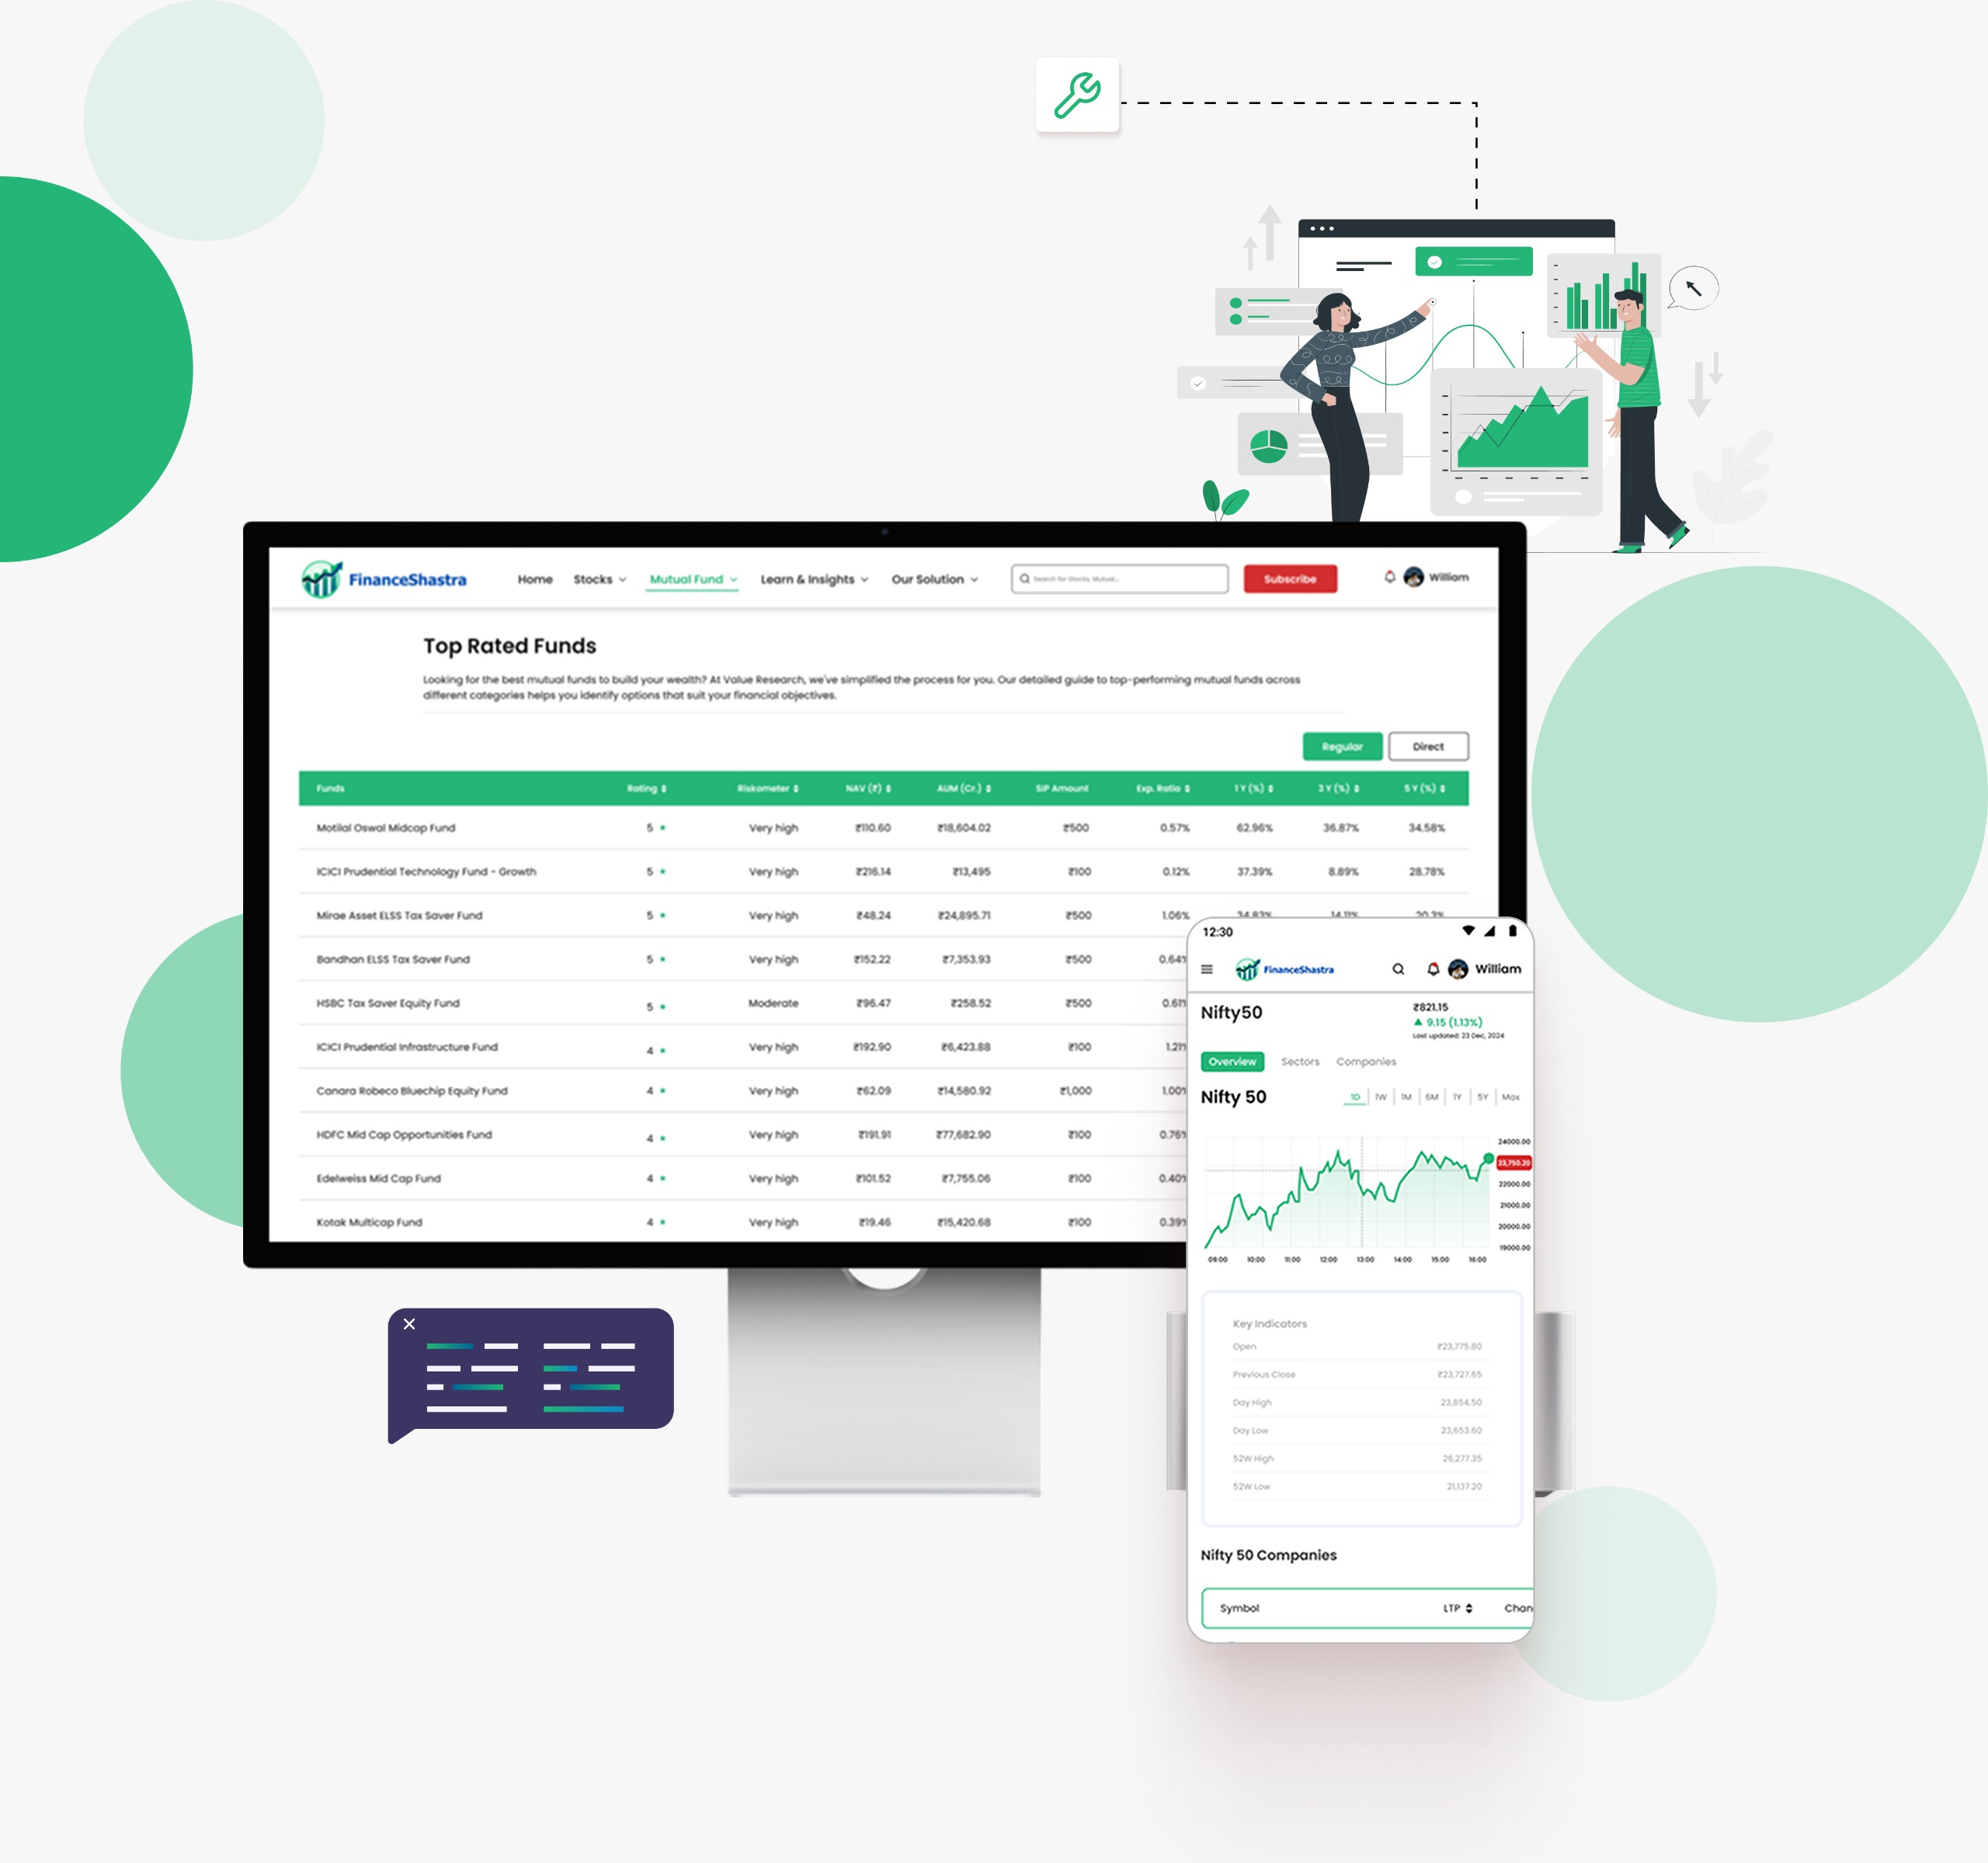 FinanceShastra
Home Stocks Mutual Fund Learn & Insights Our Solution Search for Stocks, Mutual... Subscribe William
Top Rated Funds
Looking for the best mutual funds to build your wealth? At Value Research, we've simplified the process for you. Our detailed guide to top-performing mutual funds across
different categories helps you identify options that suit your financial objectives.
Regular Direct
Funds Rating Riskometer NAV (₹) AUM (Cr.) SIP Amount Exp. Ratio 1 Y (%) 3 Y (%) 5 Y (%)
Motilal Oswal Midcap Fund 5 ★ Very high ₹110.60 ₹18,604.02 ₹500 0.57% 62.96% 36.87% 34.58%
ICICI Prudential Technology Fund - Growth 5 ★ Very high ₹216.14 ₹13,495 ₹100 0.12% 37.39% 8.89% 28.78%
Mirae Asset ELSS Tax Saver Fund 5 ★ Very high ₹48.24 ₹24,895.71 ₹500 1.06% 34.83% 14.11% 20.3%
Bandhan ELSS Tax Saver Fund 5 ★ Very high ₹152.22 ₹7,353.93 ₹500 0.64%
HSBC Tax Saver Equity Fund 5 ★ Moderate ₹96.47 ₹258.52 ₹500 0.61%
ICICI Prudential Infrastructure Fund 4 ★ Very high ₹192.90 ₹6,423.88 ₹100 1.21%
Canara Robeco Bluechip Equity Fund 4 ★ Very high ₹62.09 ₹14,580.92 ₹1,000 1.00%
HDFC Mid Cap Opportunities Fund 4 ★ Very high ₹191.91 ₹77,682.90 ₹100 0.76%
Edelweiss Mid Cap Fund 4 ★ Very high ₹101.52 ₹7,755.06 ₹100 0.40%
Kotak Multicap Fund 4 ★ Very high ₹19.46 ₹15,420.68 ₹100 0.39%
12:30
FinanceShastra William
Nifty50 ₹821.15
▲ 9.15 (1.13%)
Last updated: 23 Dec, 2024
Overview Sectors Companies
Nifty 50 1D 1W 1M 6M 1Y 5Y Max
24000.00
23,750.20
22000.00
21000.00
20000.00
19000.00
09:00 10:00 11:00 12:00 13:00 14:00 15:00 16:00
Key Indicators
Open ₹23,775.80
Previous Close ₹23,727.65
Day High 23,854.50
Day Low 23,653.60
52W High 26,277.35
52W Low 21,137.20
Nifty 50 Companies
Symbol LTP Chan